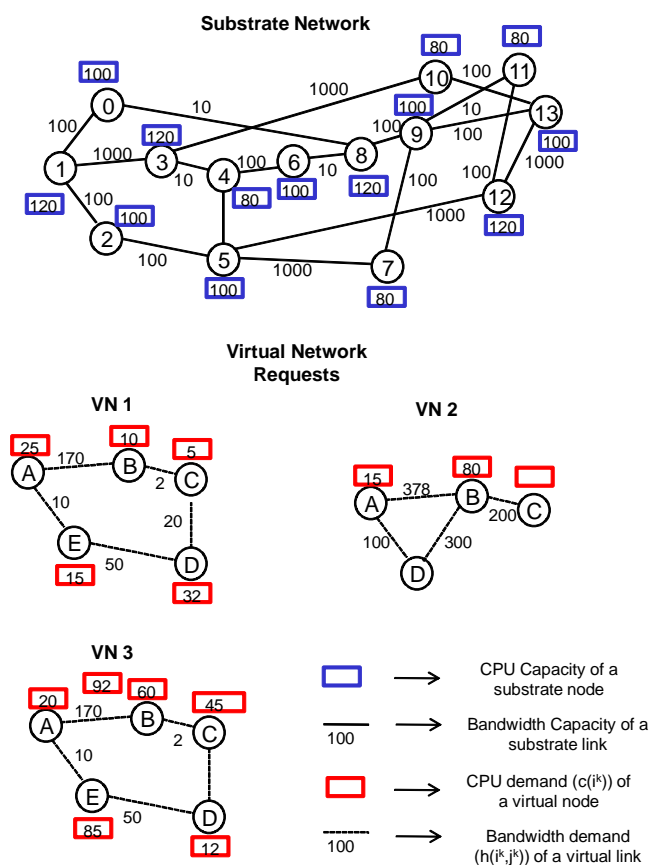 Substrate Network
80
80
100
11
10
1000
100
0
10
100
10
13
100
120
100
9
100
100
1000
3
100
6
8
100
1
10
4
10
100
1000
120
100
100
80
100
120
100
12
2
1000
120
100
5
1000
7
100
80
Virtual Network
Requests
VN 1
VN 2
10
25
5
170
B
A
2
C
10
20
E
50
D
15
32
80
15
378
B
A
200
C
100
300
D
VN 3
92
20
60
45
170
B
A
2
C
10
E
50
D
85
12
CPU Capacity of a
substrate node
Bandwidth Capacity of a
substrate link
100
CPU demand (c(i^k)) of
a virtual node
Bandwidth demand
(h(i^k,j^k)) of a virtual link
100